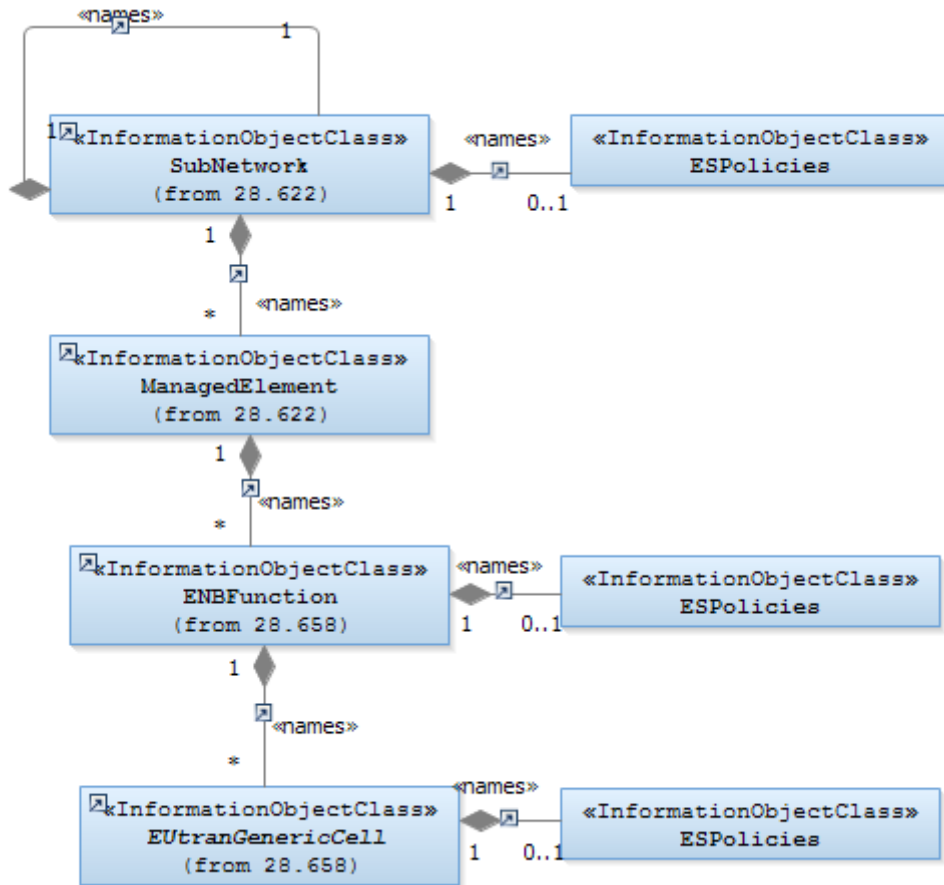 «names»
1
1
«InformationObjectClass»
SubNetwork
(from 28.622)
«names»
1
0..1
«InformationObjectClass»
ESPolicies
1
«names»
*
«InformationObjectClass»
ManagedElement
(from 28.622)
1
«names»
*
«InformationObjectClass»
ENBFunction
(from 28.658)
«names»
1
0..1
«InformationObjectClass»
ESPolicies
1
«names»
*
«InformationObjectClass»
EUtranGenericCell
(from 28.658)
«names»
1
0..1
«InformationObjectClass»
ESPolicies